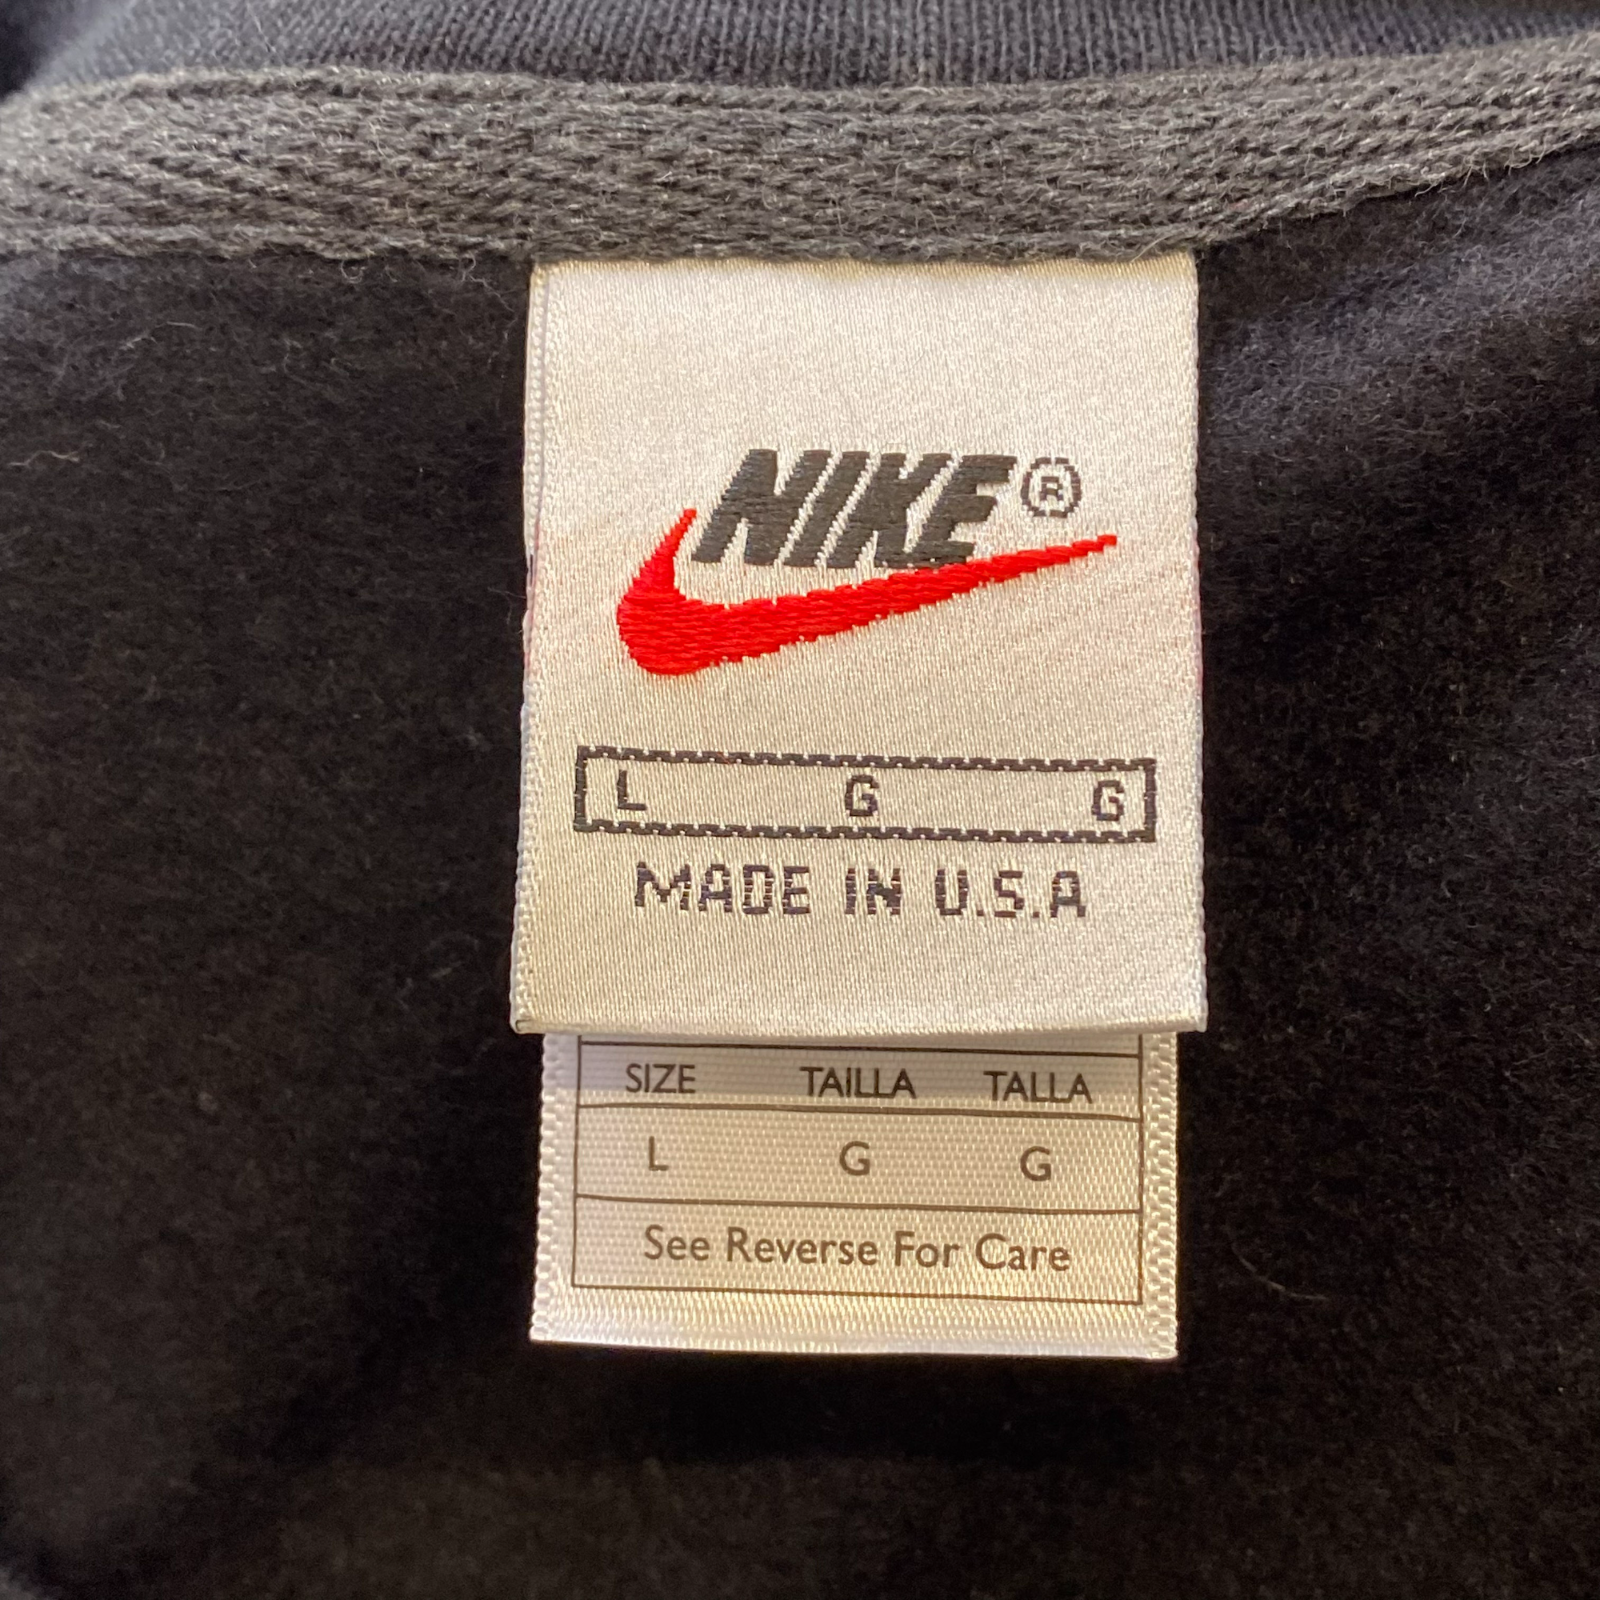 NIKE®
L G G
MADE IN U.S.A
SIZE TAILLA TALLA
L G G
See Reverse For Care